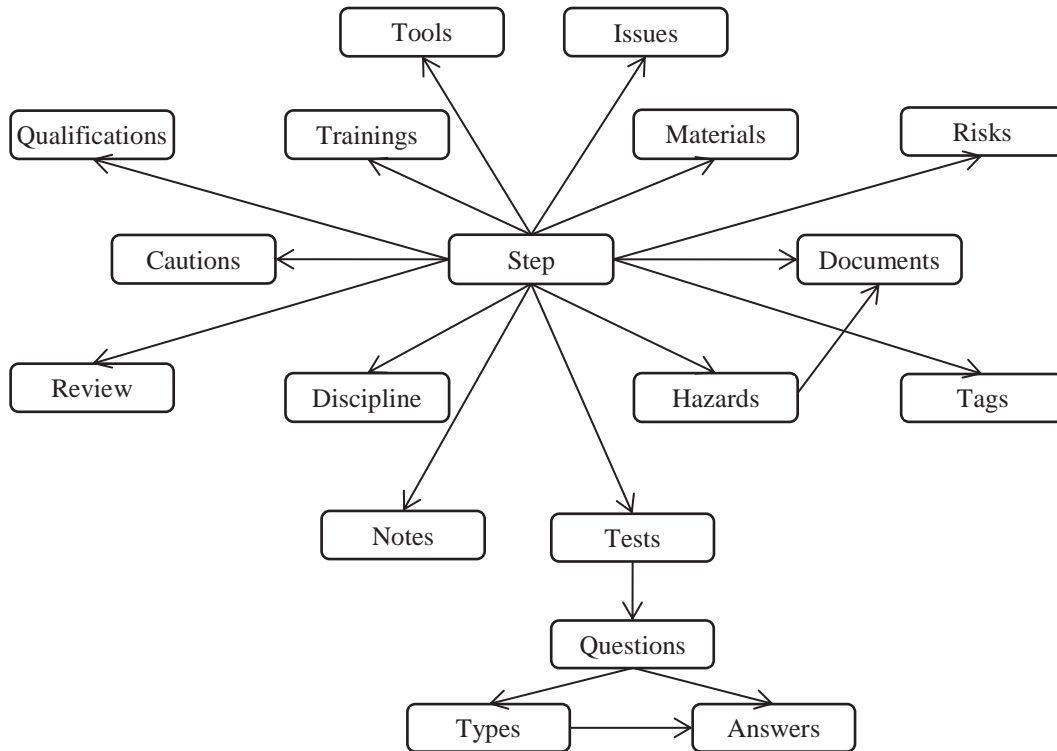 Tools
Issues
Qualifications
Trainings
Materials
Risks
Cautions
Step
Documents
Review
Discipline
Hazards
Tags
Notes
Tests
Questions
Types
Answers